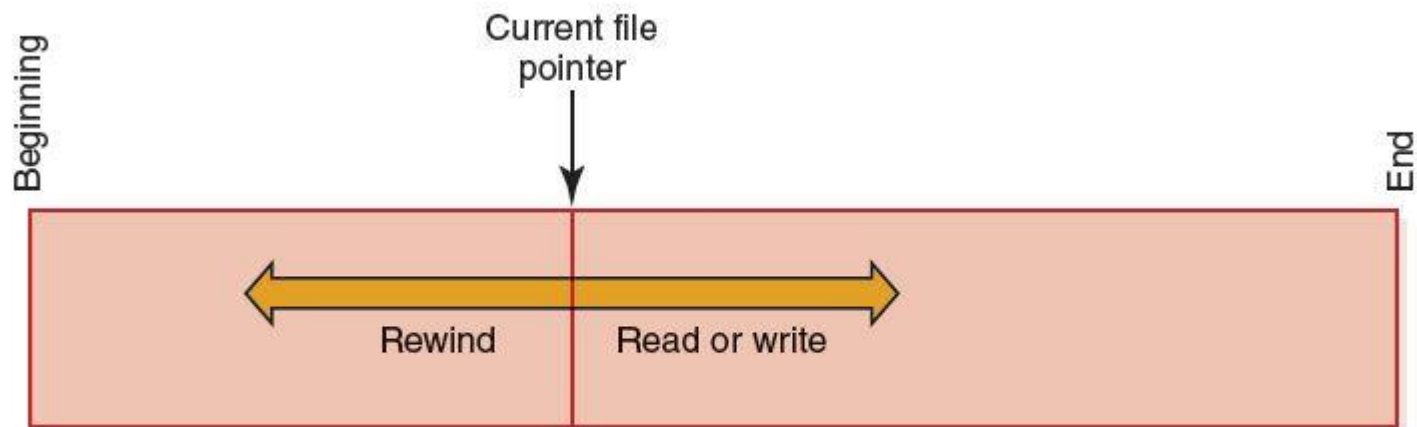 Beginning
Current file
pointer
End
Rewind
Read or write